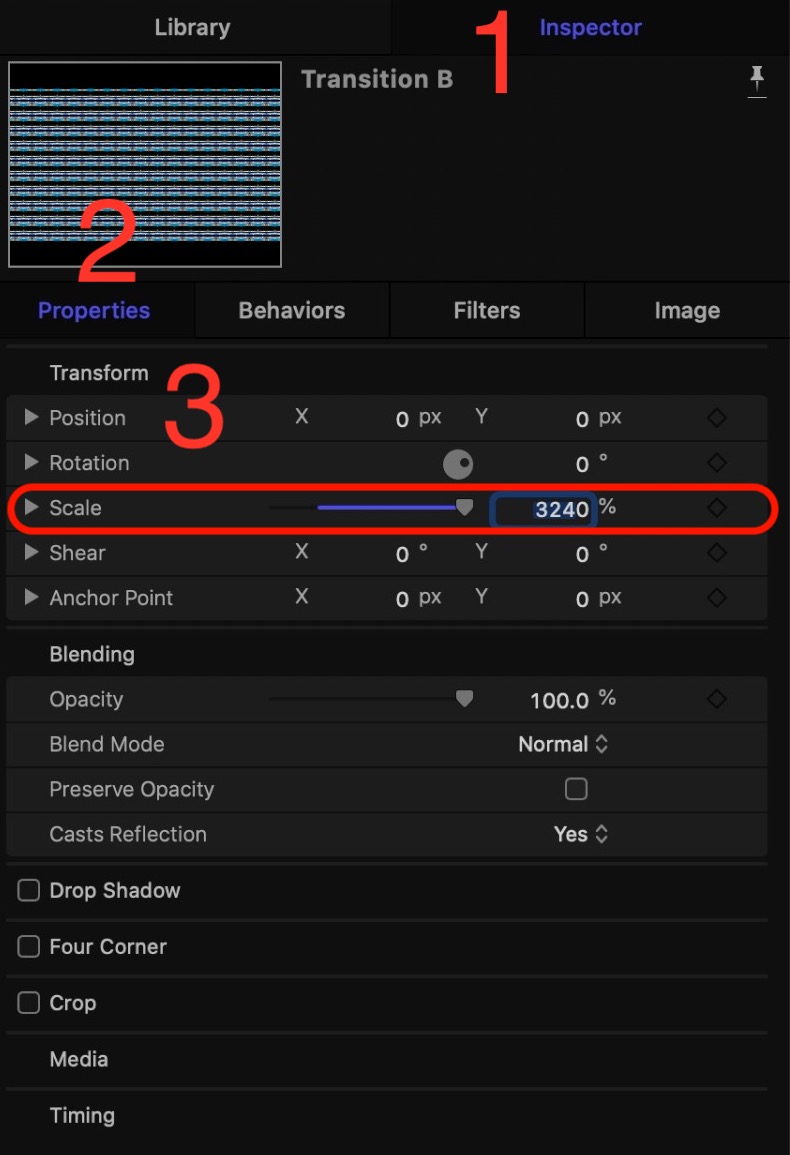 Library 1 Inspector
Transition B
2
Properties Behaviors Filters Image
Transform
3
Position X 0 px Y 0 px
Rotation 0 °
Scale 3240 %
Shear X 0 ° Y 0 °
Anchor Point X 0 px Y 0 px
Blending
Opacity 100.0 %
Blend Mode Normal
Preserve Opacity
Casts Reflection Yes
Drop Shadow
Four Corner
Crop
Media
Timing